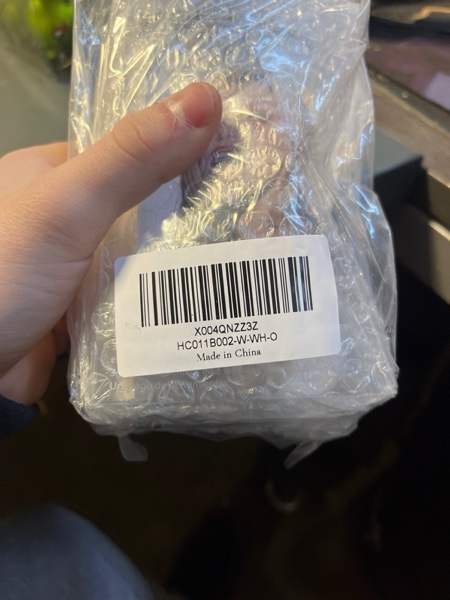 X004QNZZ3Z
HC011B002-W-WH-O
Made in China